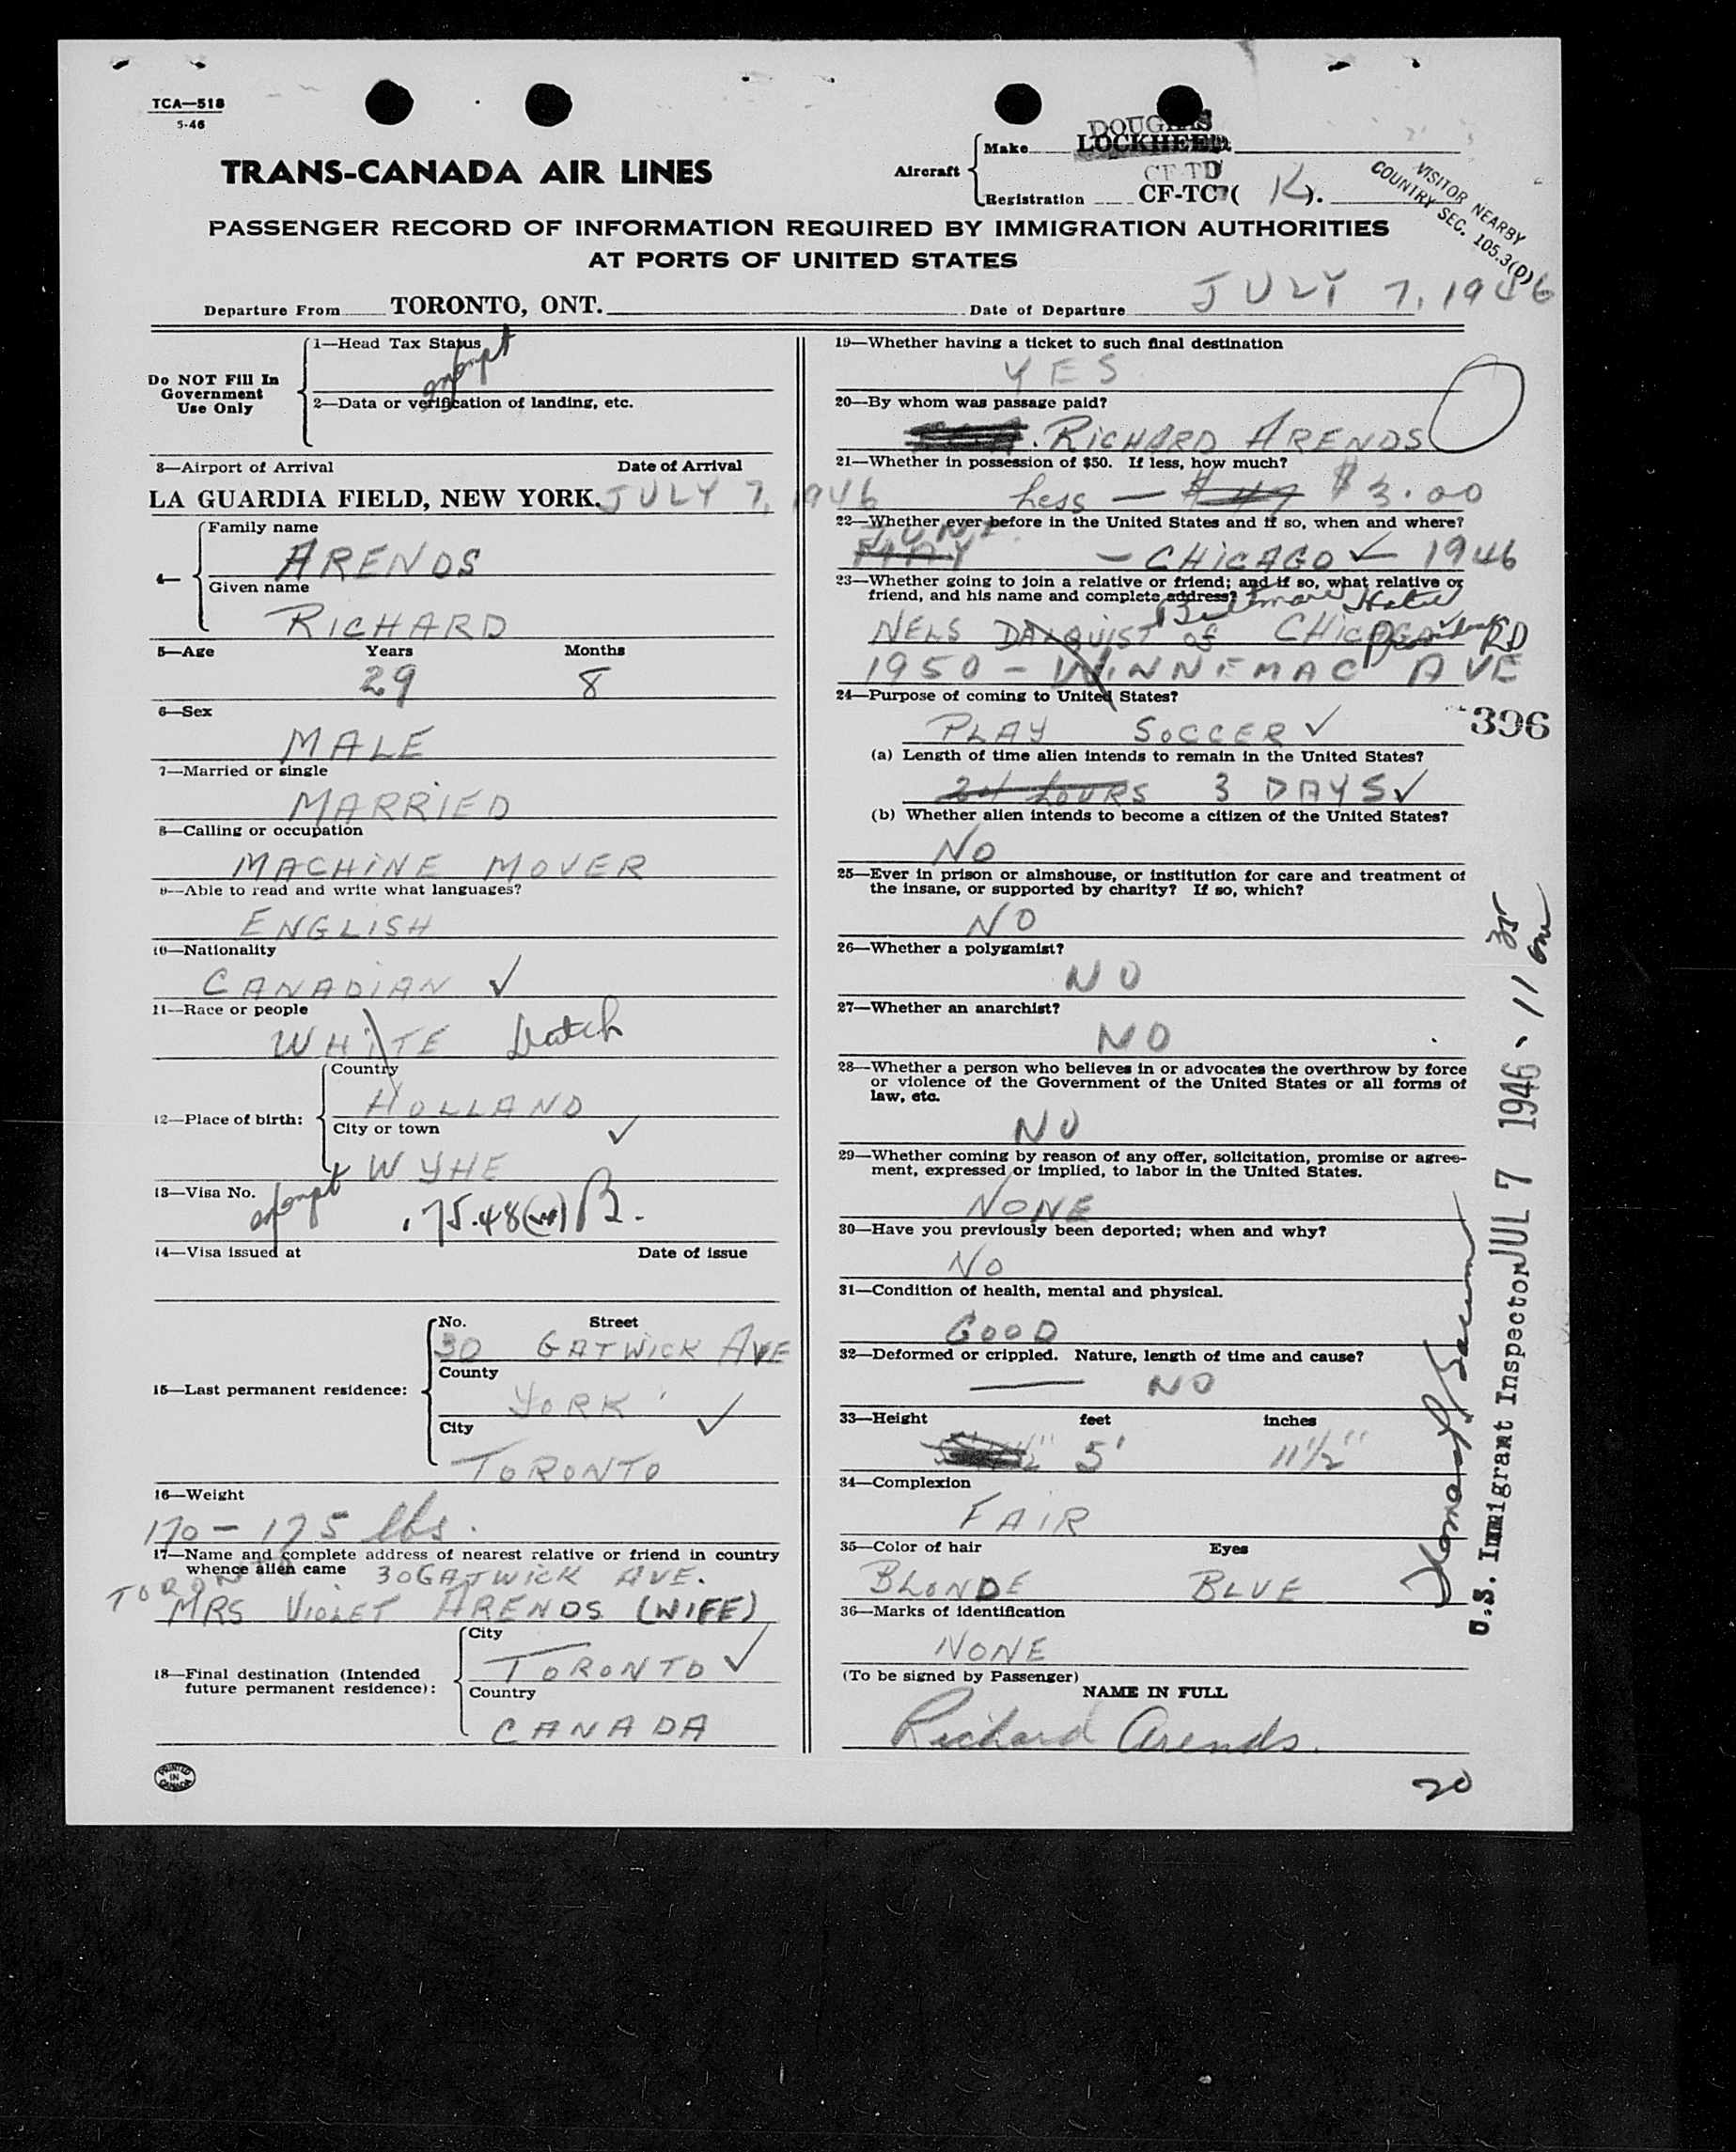 TCA—518
5-46
DOUGLAS
Make LOCKHEED
TRANS-CANADA AIR LINES
Aircraft
CF-TD
Registration CF-TC ( K ).
VISITOR NEARBY
COUNTRY SEC. 105.3(D)
PASSENGER RECORD OF INFORMATION REQUIRED BY IMMIGRATION AUTHORITIES
AT PORTS OF UNITED STATES
Departure From TORONTO, ONT. Date of Departure JULY 7, 1946
Do NOT Fill In
Government
Use Only
1—Head Tax Status
exempt
2—Data or verification of landing, etc.
3—Airport of Arrival Date of Arrival
LA GUARDIA FIELD, NEW YORK. JULY 7, 1946
4— Family name
ARENDS
Given name
RICHARD
5—Age Years Months
29 8
6—Sex
MALE
7—Married or single
MARRIED
8—Calling or occupation
MACHINE MOVER
9—Able to read and write what languages?
ENGLISH
10—Nationality
CANADIAN ✓
11—Race or people
WHITE Dutch
12—Place of birth:
Country
HOLLAND
City or town ✓
WYHE
13—Visa No. exempt
.75.48( ) B.
14—Visa issued at Date of issue
15—Last permanent residence:
No. Street
30 GATWICK AVE
County
YORK ✓
City
TORONTO
16—Weight
170 — 175 lbs.
17—Name and complete address of nearest relative or friend in country
whence alien came 30 GATWICK AVE.
TORONTO
MRS VIOLET ARENDS (WIFE)
18—Final destination (Intended
future permanent residence):
City
TORONTO ✓
Country
CANADA
PRINTED
IN
CANADA
19—Whether having a ticket to such final destination
YES
20—By whom was passage paid?
RICHARD ARENDS
21—Whether in possession of $50. If less, how much?
Less — $ 47 $ 3.00
22—Whether ever before in the United States and if so, when and where?
JUNE
MAY — CHICAGO ✓ — 1946
23—Whether going to join a relative or friend; and if so, what relative or
friend, and his name and complete address?
Hotel
NELS DALQUIST of CHICAGO
1950 — WINNEMAC AVE
24—Purpose of coming to United States?
PLAY SOCCER ✓
396
(a) Length of time alien intends to remain in the United States?
24 HOURS 3 DAYS ✓
(b) Whether alien intends to become a citizen of the United States?
NO
25—Ever in prison or almshouse, or institution for care and treatment of
the insane, or supported by charity? If so, which?
NO
26—Whether a polygamist?
NO
27—Whether an anarchist?
NO
28—Whether a person who believes in or advocates the overthrow by force
or violence of the Government of the United States or all forms of
law, etc.
NO
29—Whether coming by reason of any offer, solicitation, promise or agree-
ment, expressed or implied, to labor in the United States.
NONE
30—Have you previously been deported; when and why?
NO
31—Condition of health, mental and physical.
GOOD
32—Deformed or crippled. Nature, length of time and cause?
— NO
33—Height feet inches
5' 11½"
34—Complexion
FAIR
35—Color of hair Eyes
BLONDE BLUE
36—Marks of identification
NONE
(To be signed by Passenger)
NAME IN FULL
Richard Arends.
20
U.S. Immigrant Inspector JUL 7 1946